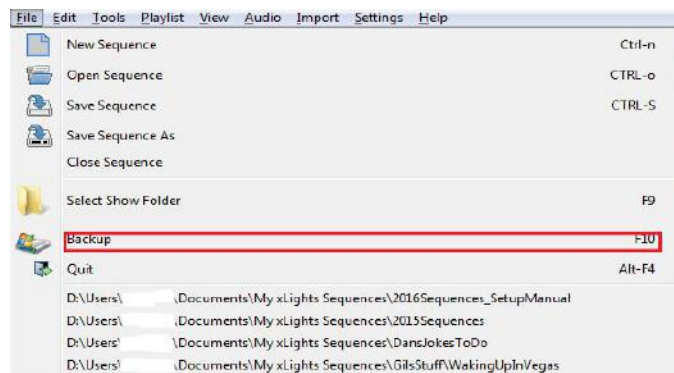 File Edit Tools Playlist View Audio Import Settings Help
New Sequence Ctrl-n
Open Sequence CTRL-o
Save Sequence CTRL-S
Save Sequence As
Close Sequence
Select Show Folder F9
Backup F10
Quit Alt-F4
D:\Users\ \Documents\My xLights Sequences\2016Sequences_SetupManual
D:\Users\ \Documents\My xLights Sequences\2015Sequences
D:\Users\ \Documents\My xLights Sequences\DansJokesToDo
D:\Users\ \Documents\My xLights Sequences\GilsStuff\WakingUpInVegas